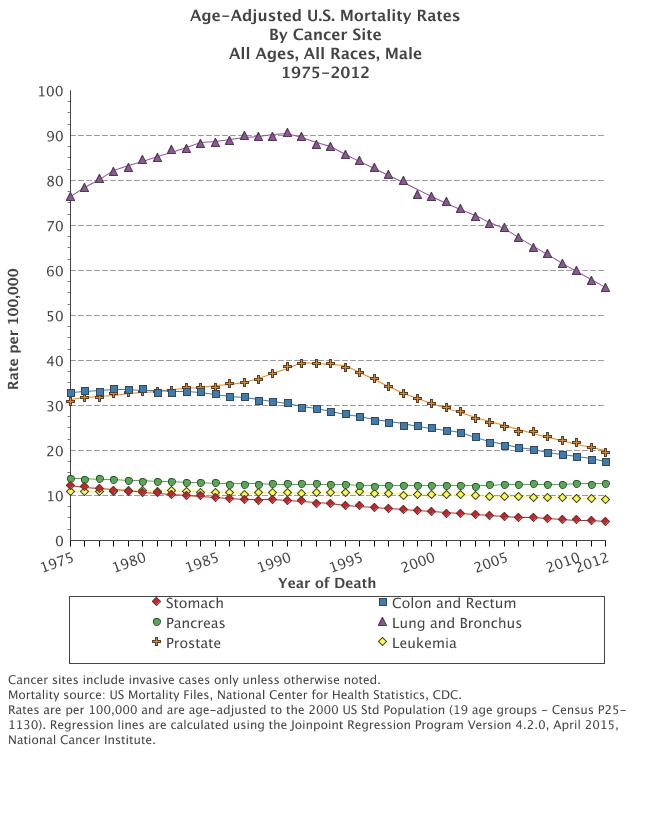 Age-Adjusted U.S. Mortality Rates
By Cancer Site
All Ages, All Races, Male
1975-2012
100
90
80
70
60
50
40
30
20
10
0
Rate per 100,000
1975
1980
1985
1990
1995
2000
2005
2010
2012
Year of Death
Stomach
Colon and Rectum
Pancreas
Lung and Bronchus
Prostate
Leukemia
Cancer sites include invasive cases only unless otherwise noted.
Mortality source: US Mortality Files, National Center for Health Statistics, CDC.
Rates are per 100,000 and are age-adjusted to the 2000 US Std Population (19 age groups - Census P25-
1130). Regression lines are calculated using the Joinpoint Regression Program Version 4.2.0, April 2015,
National Cancer Institute.